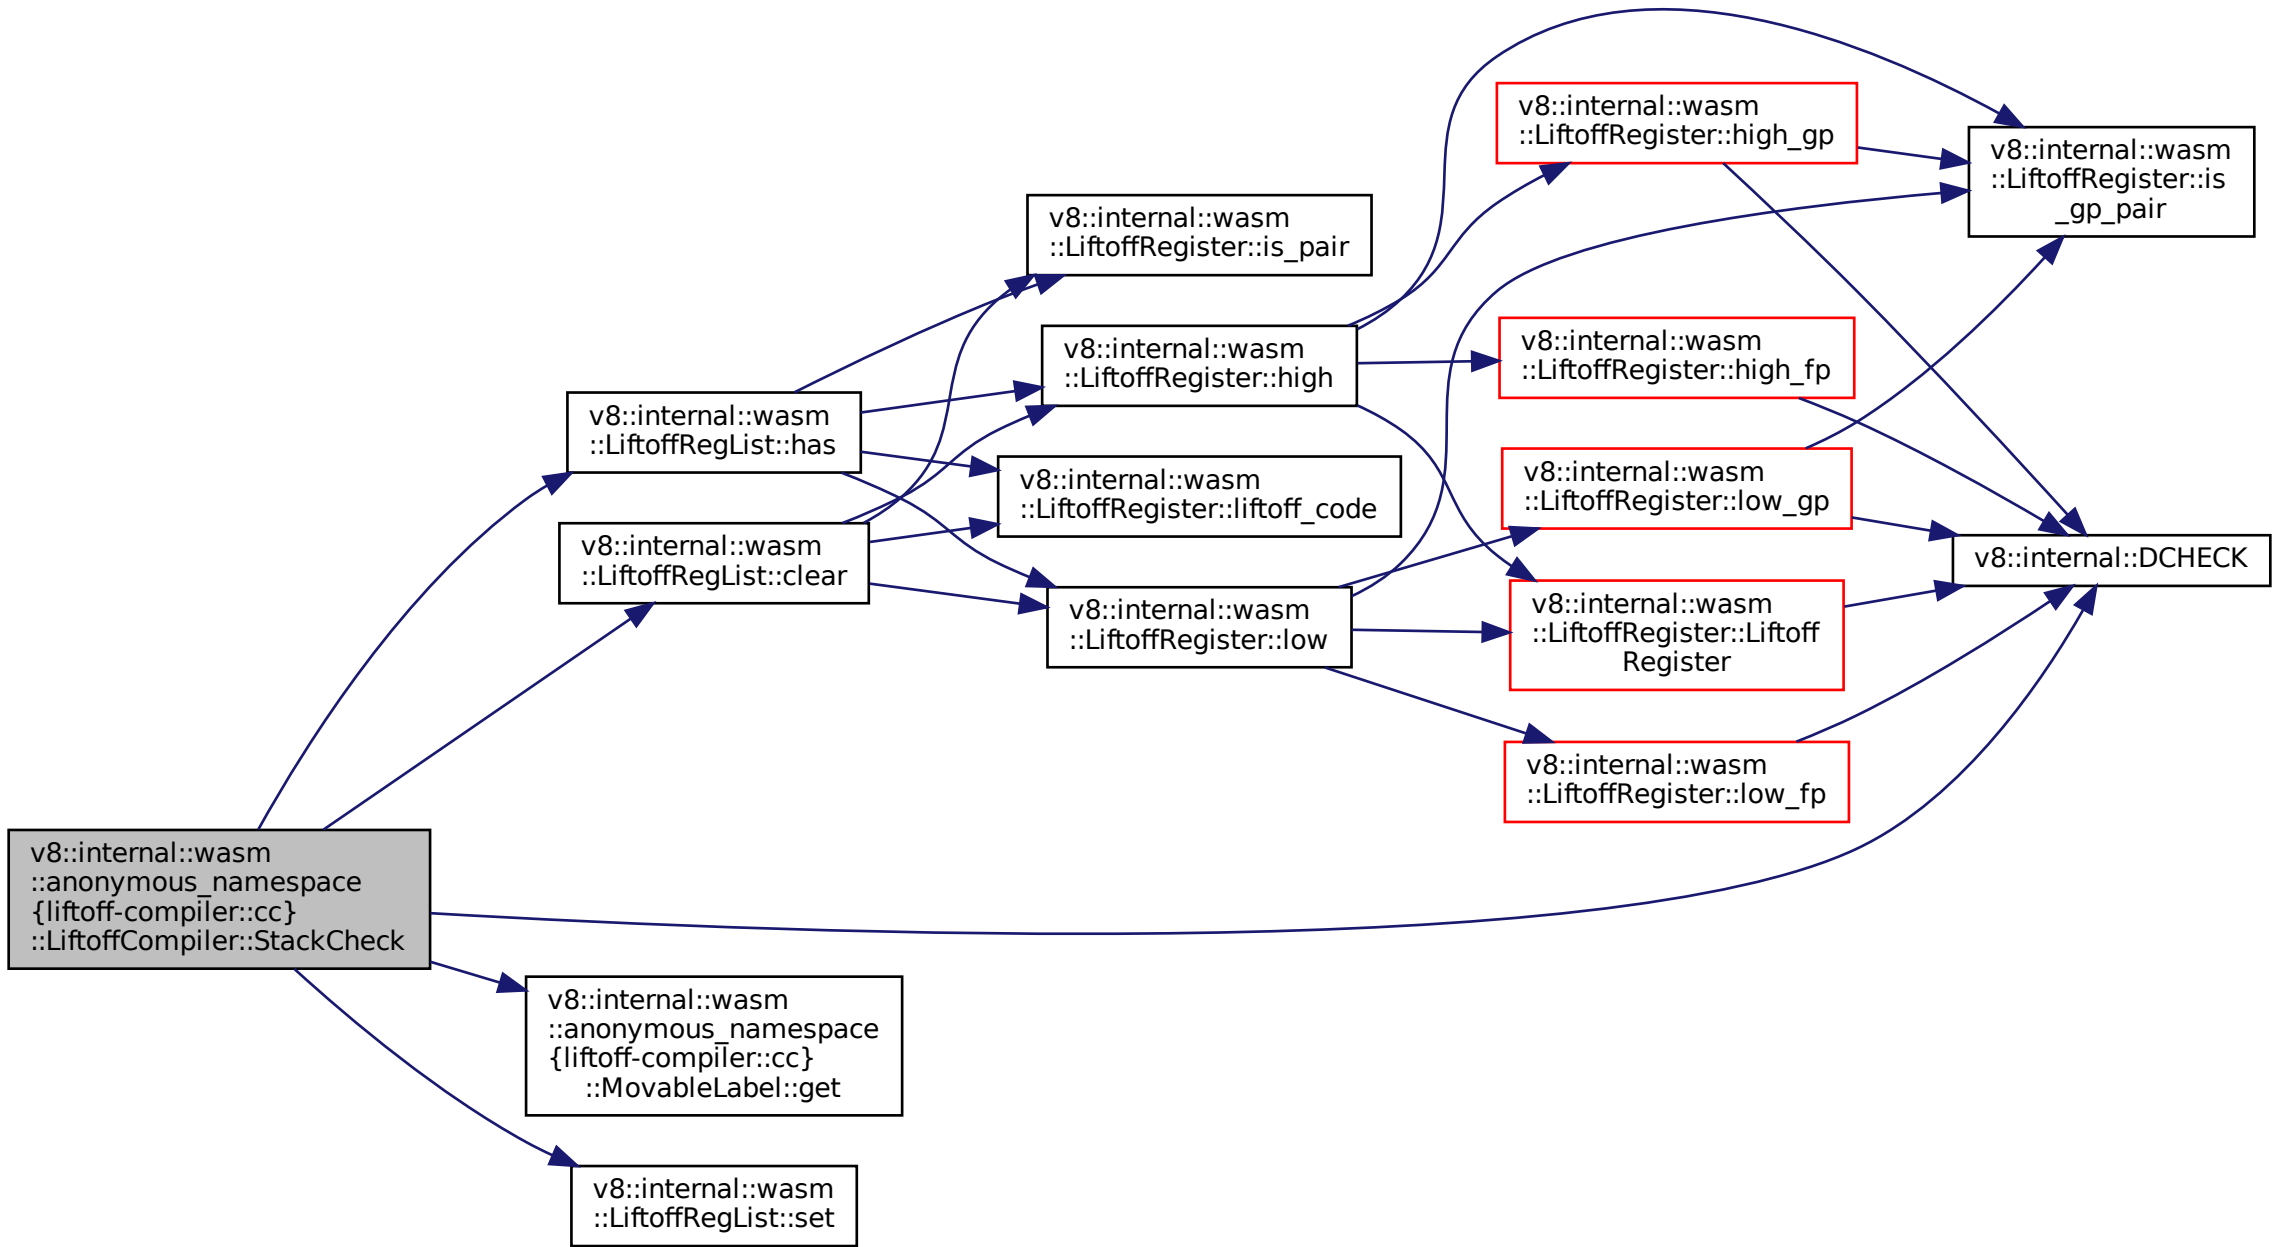 v8::internal::wasm
::anonymous_namespace
{liftoff-compiler::cc}
::LiftoffCompiler::StackCheck
v8::internal::wasm
::LiftoffRegList::has
v8::internal::wasm
::LiftoffRegList::clear
v8::internal::wasm
::anonymous_namespace
{liftoff-compiler::cc}
::MovableLabel::get
v8::internal::wasm
::LiftoffRegList::set
v8::internal::wasm
::LiftoffRegister::is_pair
v8::internal::wasm
::LiftoffRegister::high
v8::internal::wasm
::LiftoffRegister::liftoff_code
v8::internal::wasm
::LiftoffRegister::low
v8::internal::wasm
::LiftoffRegister::high_gp
v8::internal::wasm
::LiftoffRegister::high_fp
v8::internal::wasm
::LiftoffRegister::low_gp
v8::internal::wasm
::LiftoffRegister::Liftoff
Register
v8::internal::wasm
::LiftoffRegister::low_fp
v8::internal::wasm
::LiftoffRegister::is
_gp_pair
v8::internal::DCHECK